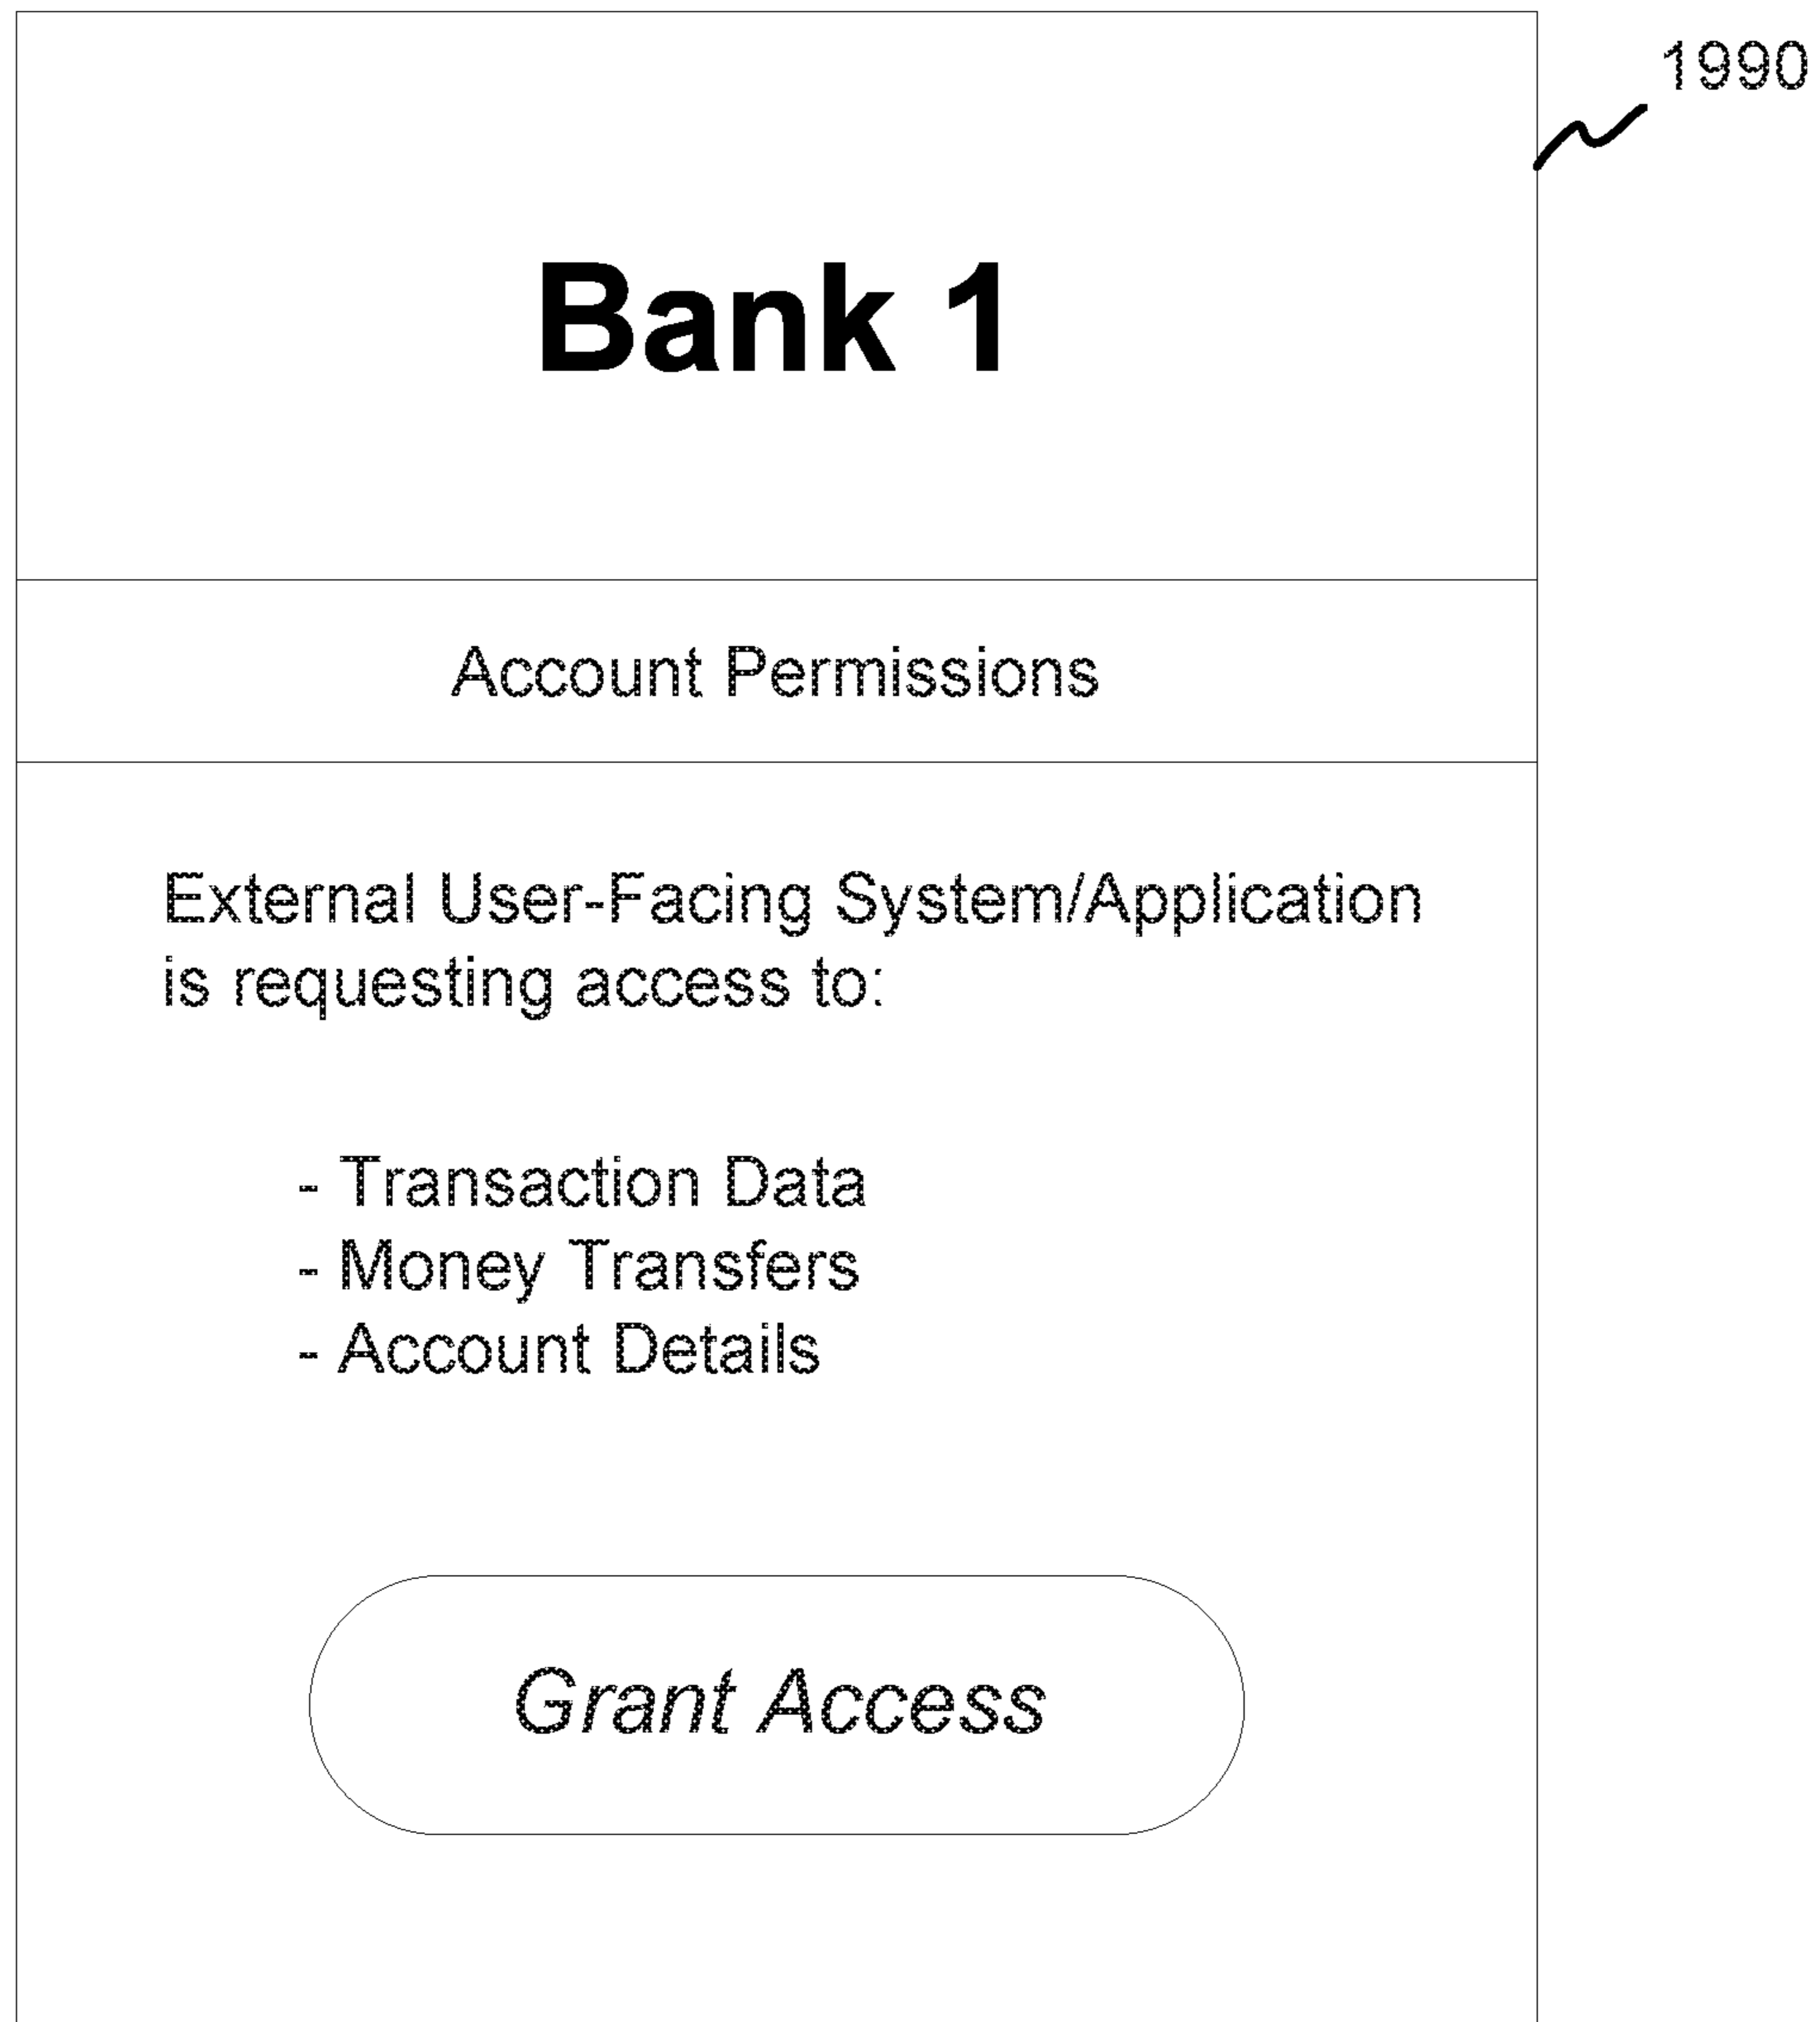 1990
Bank 1
Account Permissions
External User-Facing System/Application
is requesting access to:
- Transaction Data
- Money Transfers
- Account Details
Grant Access